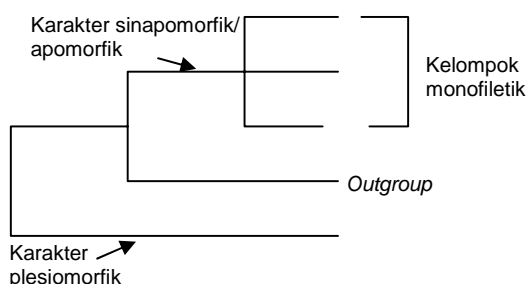 Karakter sinapomorfik/
apomorfik
Kelompok
monofiletik
Outgroup
Karakter
plesiomorfik